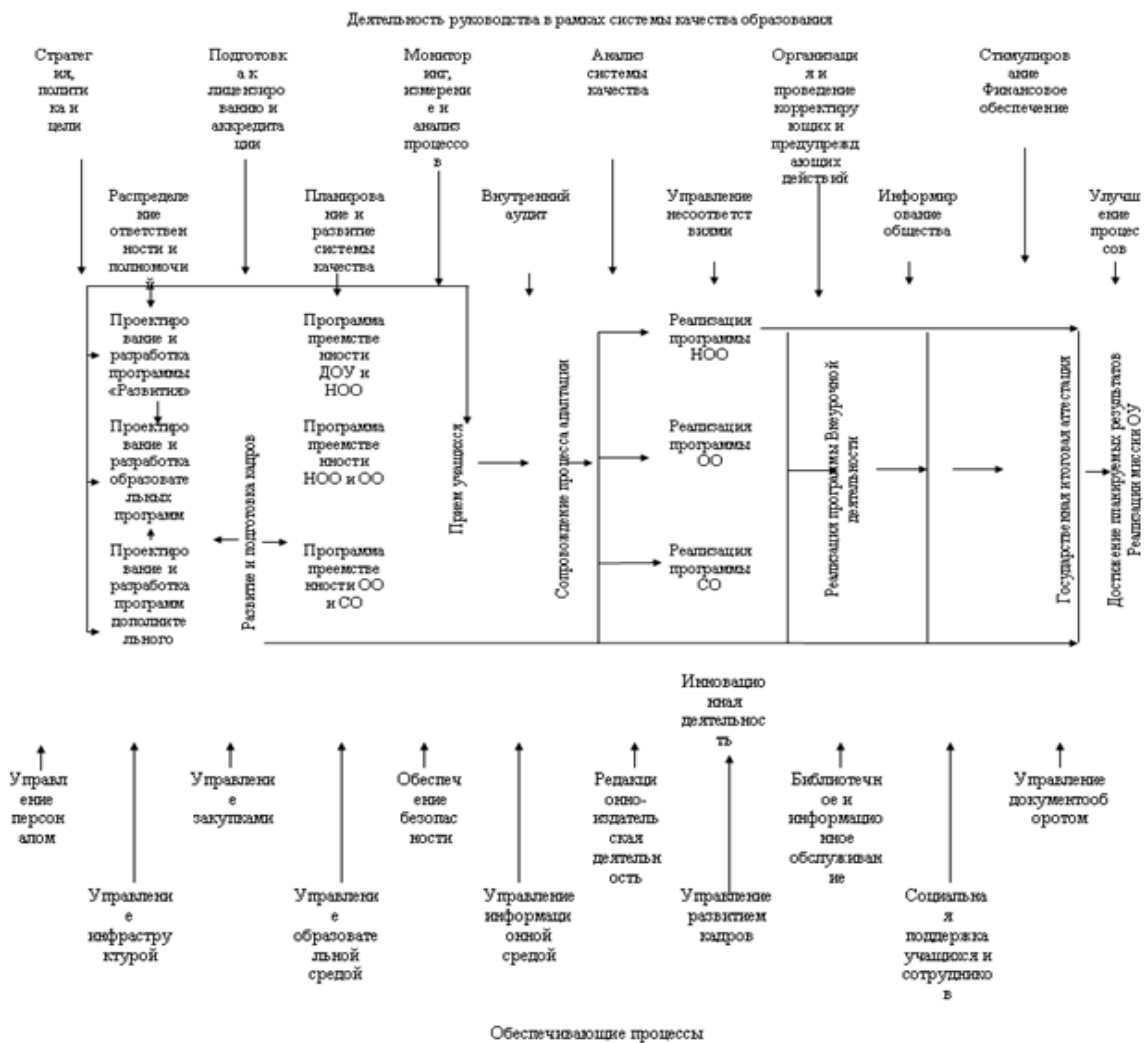 Деятельность руководства в рамках системы качества образования
Стратег
ия,
полити
ка и
цели
Подготовк
а к
лицензиро
ванию и
аккредита
ции
Монитор
инг,
измерени
е и
анализ
процессо
в
Анализ
системы
качества
Организаци
я и
проведение
корректиру
ющих и
предупрежд
ающих
действий
Стимулиров
ание
Финансовое
обеспечение
Распределе
ние
ответствен
ности и
полномочи
й
Планирова
ние и
развитие
системы
качества
Внутренний
аудит
Управление
несоответст
виями
Информир
ование
общества
Улучш
ение
процес
сов
Проектиро
вание и
разработка
программы
«Развития»
Программа
преемстве
нности
ДОУ и
НОО
Реализация
программы
НОО
Проектиро
вание и
разработка
образовате
льных
программ
Развитие и подготовка кадров
Программа
преемстве
нности
НОО и ОО
Прием учащихся
Сопровождение процесса адаптации
Реализация
программы
ОО
Реализация программы Внеурочной
деятельности
Государственная итоговая аттестация
Достижение планируемых результатов
Реализации миссии ОУ
Проектиро
вание и
разработка
программ
дополните
льного
Программа
преемстве
нности ОО
и СО
Реализация
программы
СО
Инновацио
нная
деятельнос
ть
Управл
ение
персон
алом
Управлени
е
закупками
Обеспеч
ение
безопас
ности
Редакци
онно-
издатель
ская
деятельн
ость
Библиотечн
ое и
информацио
нное
обслуживан
ие
Управление
документооб
оротом
Управлени
е
инфрастру
ктурой
Управлени
е
образовате
льной
средой
Управление
информаци
онной
средой
Управление
развитием
кадров
Социальна
я
поддержка
учащихся и
сотруднико
в
Обеспечивающие процессы